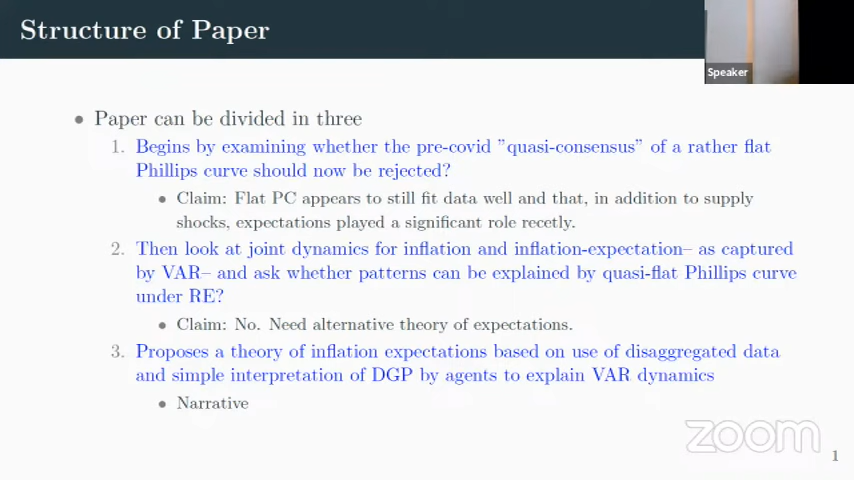 Structure of Paper
Speaker
• Paper can be divided in three
1. Begins by examining whether the pre-covid ”quasi-consensus” of a rather flat
Phillips curve should now be rejected?
• Claim: Flat PC appears to still fit data well and that, in addition to supply
shocks, expectations played a significant role recetly.
2. Then look at joint dynamics for inflation and inflation-expectation– as captured
by VAR– and ask whether patterns can be explained by quasi-flat Phillips curve
under RE?
• Claim: No. Need alternative theory of expectations.
3. Proposes a theory of inflation expectations based on use of disaggregated data
and simple interpretation of DGP by agents to explain VAR dynamics
• Narrative
zoom
1